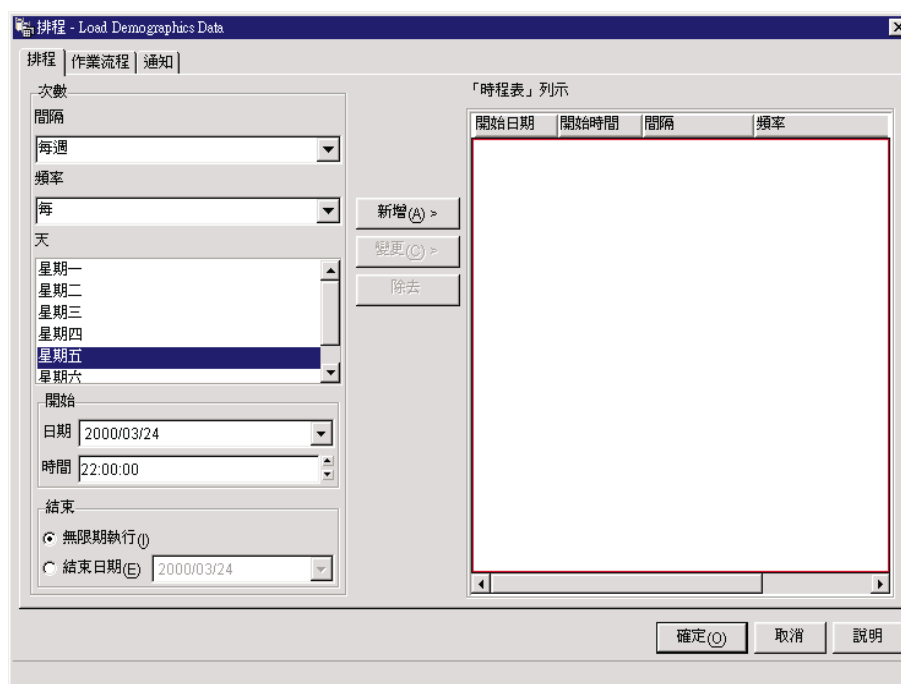 排程 - Load Demographics Data
排程 作業流程 通知
次數
間隔
每週
頻率
每
天
星期一
星期二
星期三
星期四
星期五
星期六
開始
日期 2000/03/24
時間 22:00:00
結束
無限期執行(I)
結束日期(E) 2000/03/24
新增(A) >
變更(C) >
除去
「時程表」列示
開始日期 開始時間 間隔 頻率
確定(O) 取消 說明